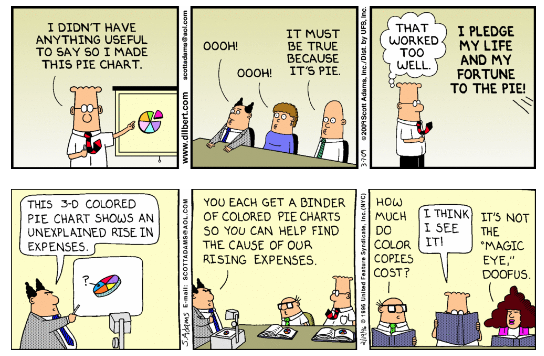 I DIDN'T HAVE
ANYTHING USEFUL
TO SAY SO I MADE
THIS PIE CHART.
www.dilbert.com
scottadams@aol.com
OOOH!
OOOH!
IT MUST
BE TRUE
BECAUSE
IT'S PIE.
©2009 Scott Adams, Inc./Dist. by UFS, Inc.
THAT
WORKED
TOO
WELL.
I PLEDGE
MY LIFE
AND MY
FORTUNE
TO THE PIE!
THIS 3-D COLORED
PIE CHART SHOWS AN
UNEXPLAINED RISE IN
EXPENSES.
?
S.Adams E-mail: SCOTTADAMS@AOL.COM
YOU EACH GET A BINDER
OF COLORED PIE CHARTS
SO YOU CAN HELP FIND
THE CAUSE OF OUR
RISING EXPENSES.
© 1996 United Feature Syndicate, Inc.(NYC)
HOW
MUCH
DO
COLOR
COPIES
COST?
I THINK
I SEE
IT!
IT'S NOT
THE
"MAGIC
EYE,"
DOOFUS.